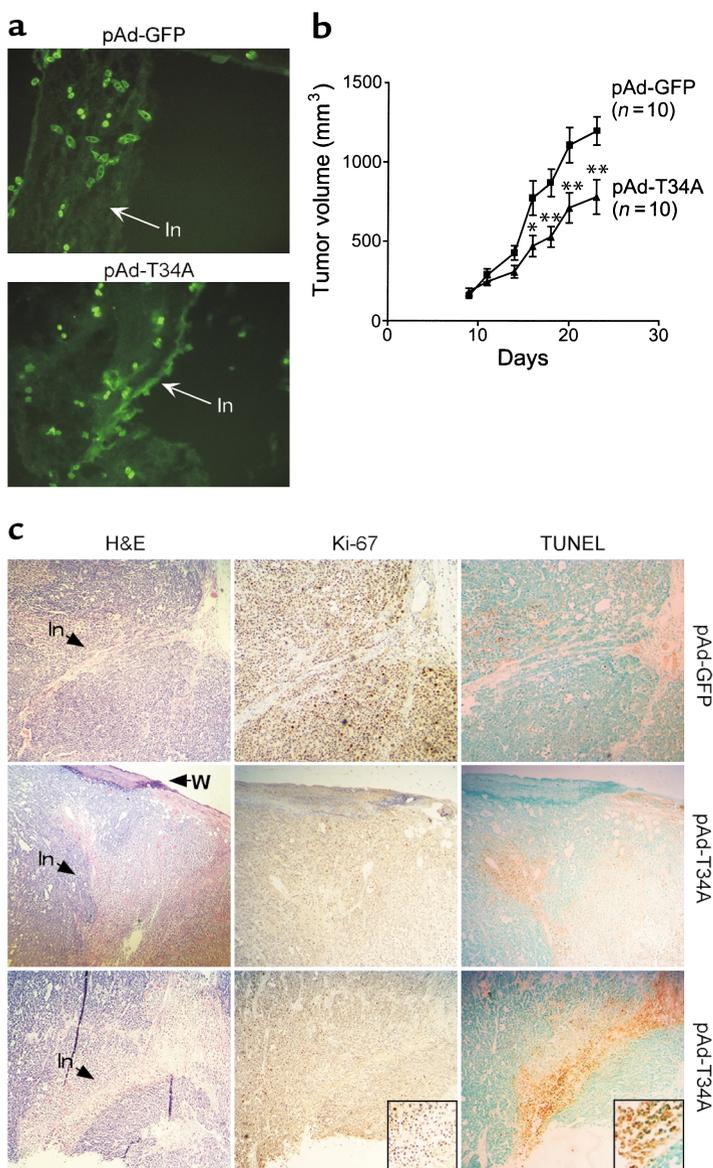 a
pAd-GFP
In
pAd-T34A
In
b
Tumor volume (mm3)
1500
1000
500
0
0 10 20 30
Days
pAd-GFP
(n=10)
pAd-T34A
(n=10)
* ** ** **
c
H&E Ki-67 TUNEL
In
pAd-GFP
W
In
pAd-T34A
In
pAd-T34A